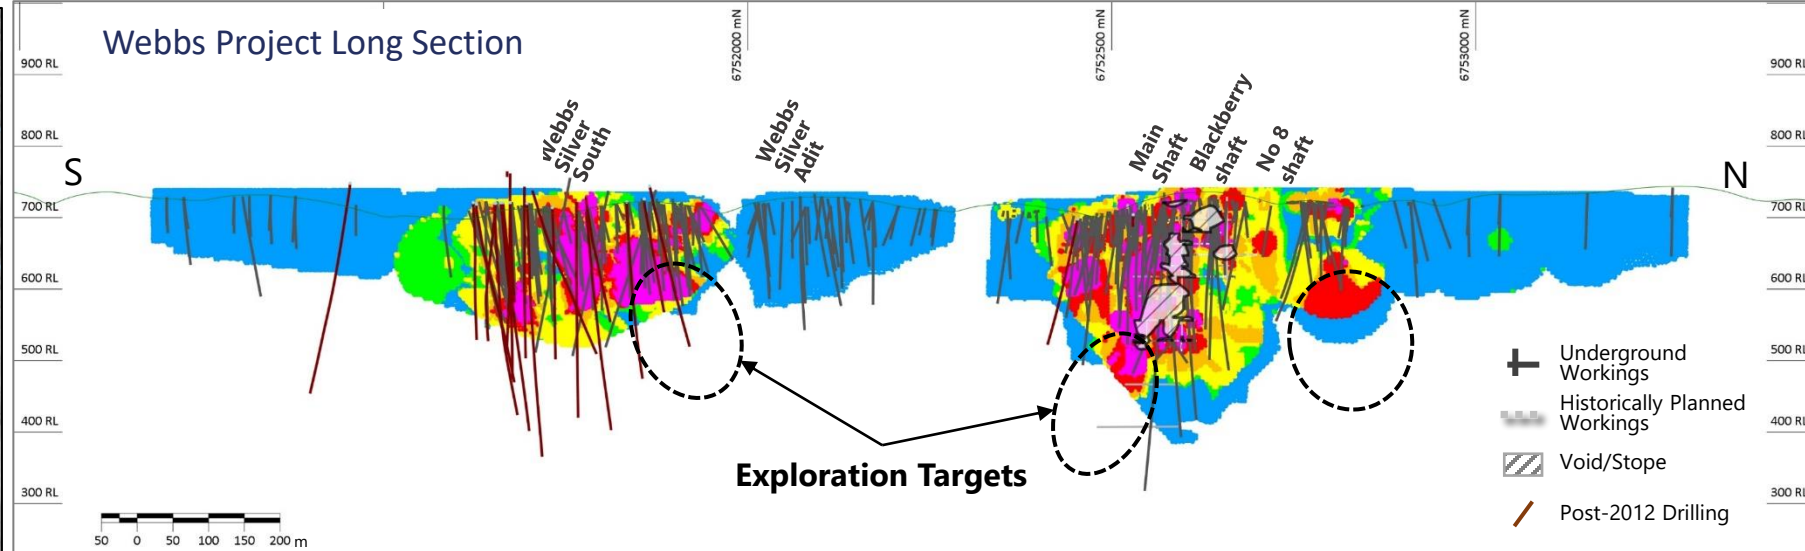 Webbs Project Long Section
6752000 mN
6752500 mN
6753000 mN
900 RL
900 RL
800 RL
800 RL
700 RL
700 RL
600 RL
600 RL
500 RL
500 RL
400 RL
400 RL
300 RL
300 RL
S
N
Webbs
Silver
South
Webbs
Silver
Adit
Main
Shaft
Blackberry
shaft
No 8
shaft
Exploration Targets
Underground
Workings
Historically Planned
Workings
Void/Stope
Post-2012 Drilling
50 0 50 100 150 200 m